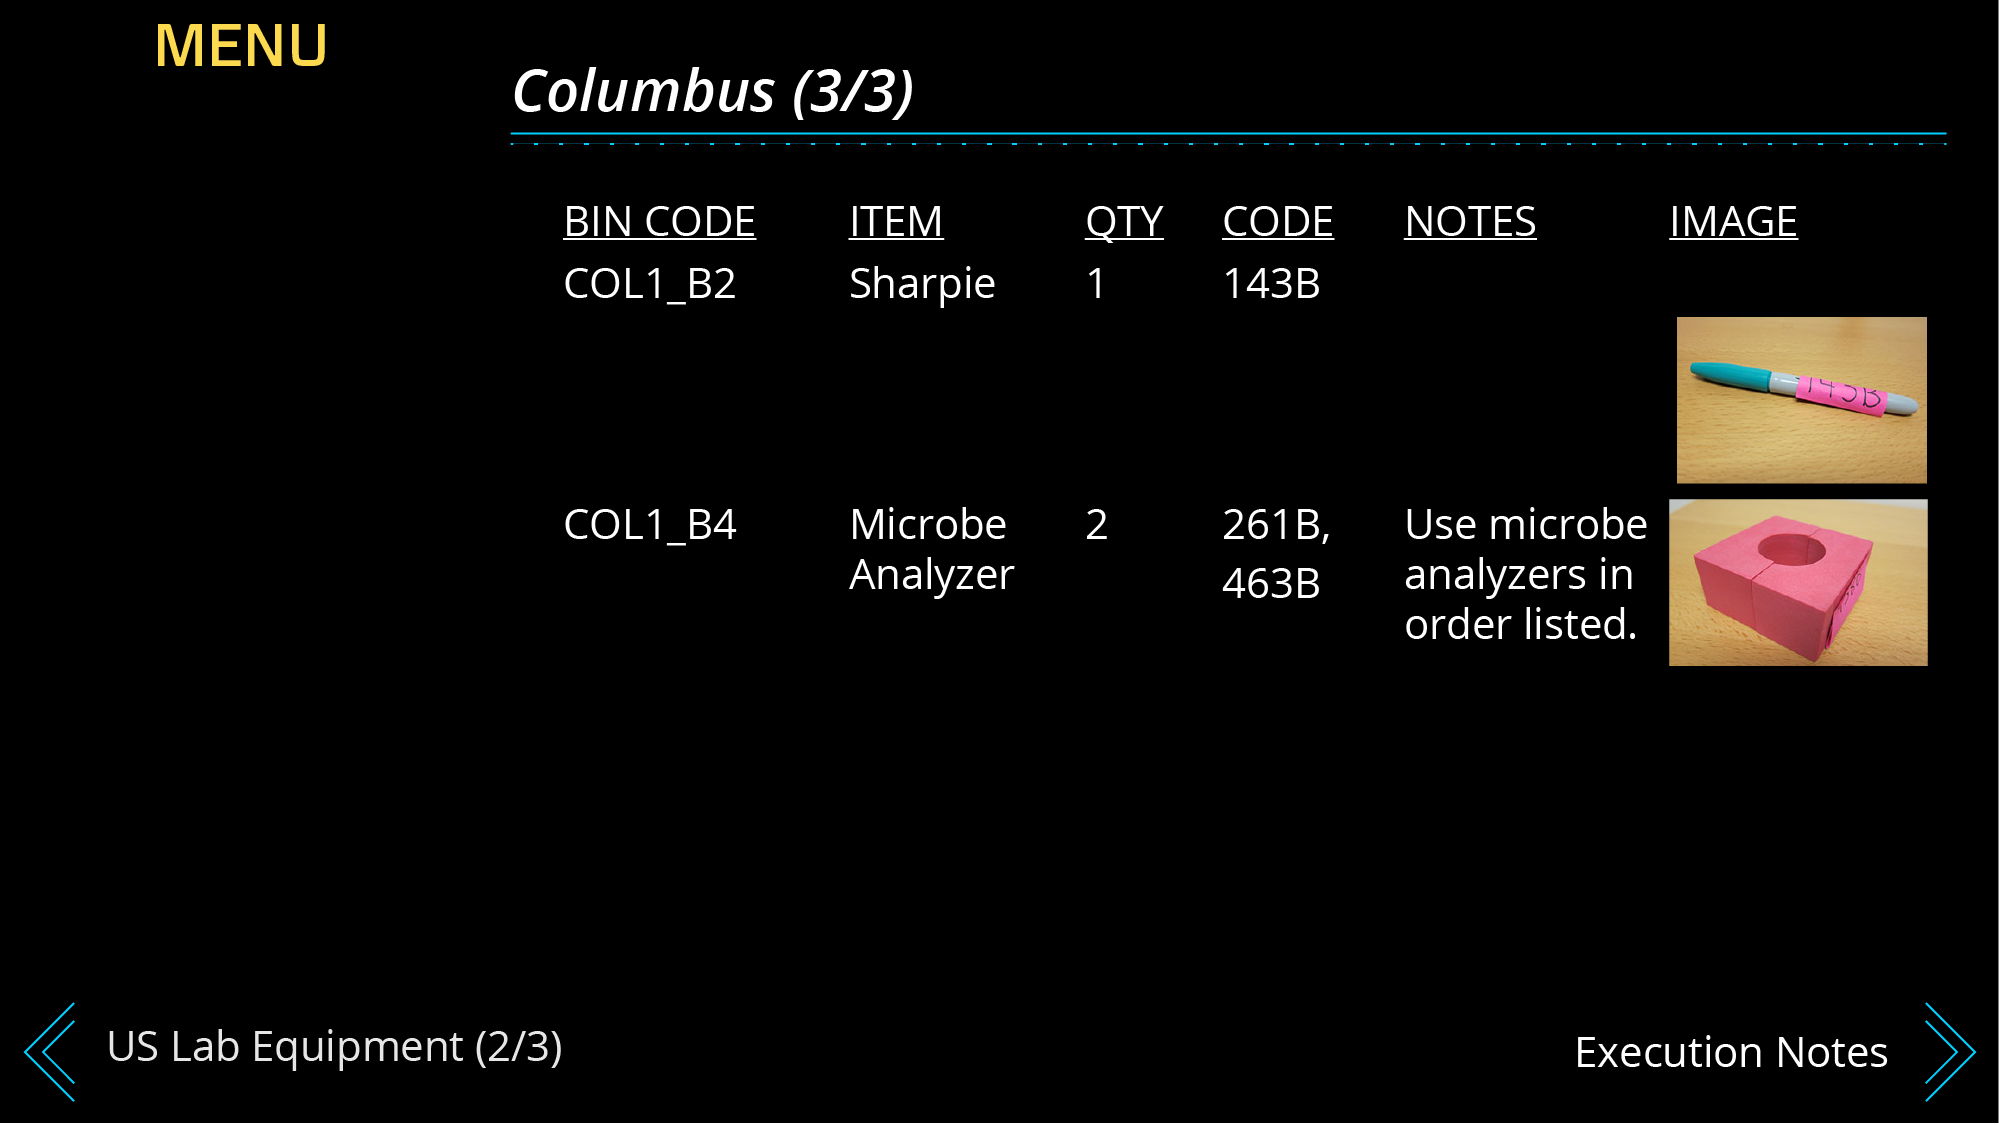 MENU
Columbus (3/3)
BIN CODE ITEM QTY CODE NOTES IMAGE
COL1_B2 Sharpie 1 143B
143B
COL1_B4 Microbe Analyzer 2 261B, 463B Use microbe analyzers in order listed.
US Lab Equipment (2/3)
Execution Notes